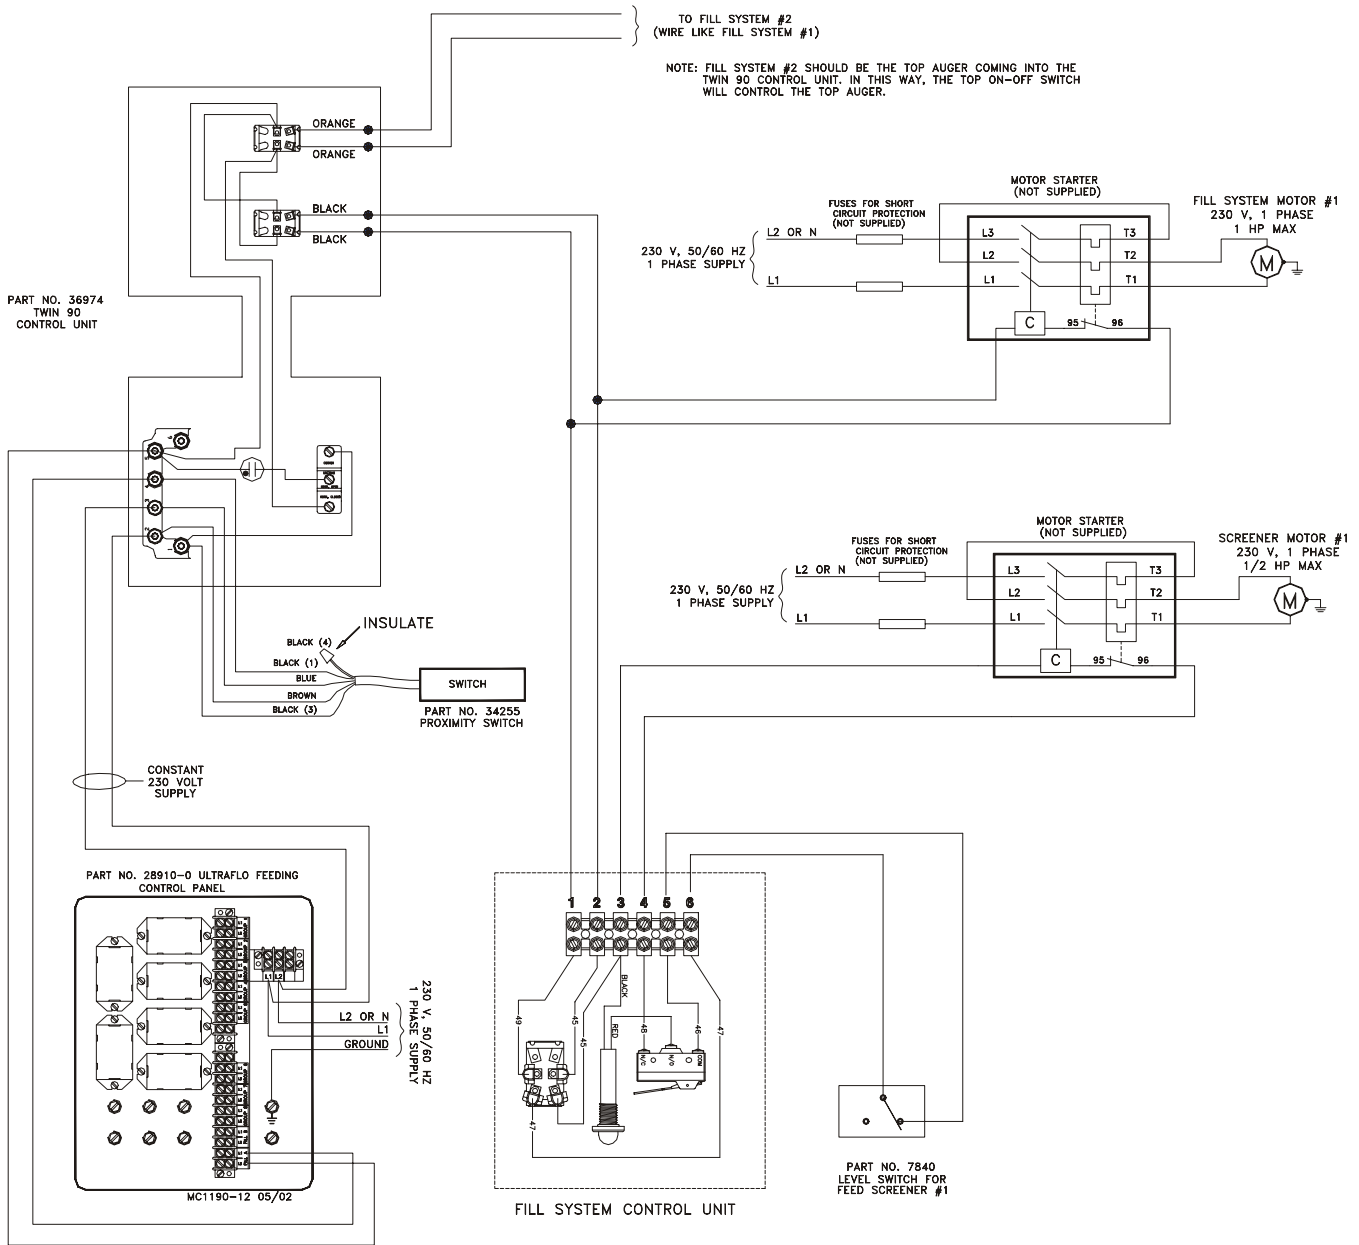 TO FILL SYSTEM #2
(WIRE LIKE FILL SYSTEM #1)
NOTE: FILL SYSTEM #2 SHOULD BE THE TOP AUGER COMING INTO THE
TWIN 90 CONTROL UNIT. IN THIS WAY, THE TOP ON-OFF SWITCH
WILL CONTROL THE TOP AUGER.
ORANGE
ORANGE
BLACK
BLACK
PART NO. 36974
TWIN 90
CONTROL UNIT
MOTOR STARTER
(NOT SUPPLIED)
FUSES FOR SHORT
CIRCUIT PROTECTION
(NOT SUPPLIED)
FILL SYSTEM MOTOR #1
230 V, 1 PHASE
1 HP MAX
230 V, 50/60 HZ
1 PHASE SUPPLY
L2 OR N
L1
L3
L2
L1
T3
T2
T1
M
C
95
96
MOTOR STARTER
(NOT SUPPLIED)
FUSES FOR SHORT
CIRCUIT PROTECTION
(NOT SUPPLIED)
SCREENER MOTOR #1
230 V, 1 PHASE
1/2 HP MAX
230 V, 50/60 HZ
1 PHASE SUPPLY
L2 OR N
L1
L3
L2
L1
T3
T2
T1
M
C
95
96
INSULATE
BLACK (4)
BLACK (1)
BLUE
BROWN
BLACK (3)
SWITCH
PART NO. 34255
PROXIMITY SWITCH
CONSTANT
230 VOLT
SUPPLY
PART NO. 28910-0 ULTRAFLO FEEDING
CONTROL PANEL
L1 L2
L2 OR N
L1
GROUND
230 V, 50/60 HZ
1 PHASE SUPPLY
MC1190-12 05/02
1 2 3 4 5 6
BLACK
RED
49
45
45
48
46
47
47
N/C
N/O
COM
FILL SYSTEM CONTROL UNIT
PART NO. 7840
LEVEL SWITCH FOR
FEED SCREENER #1